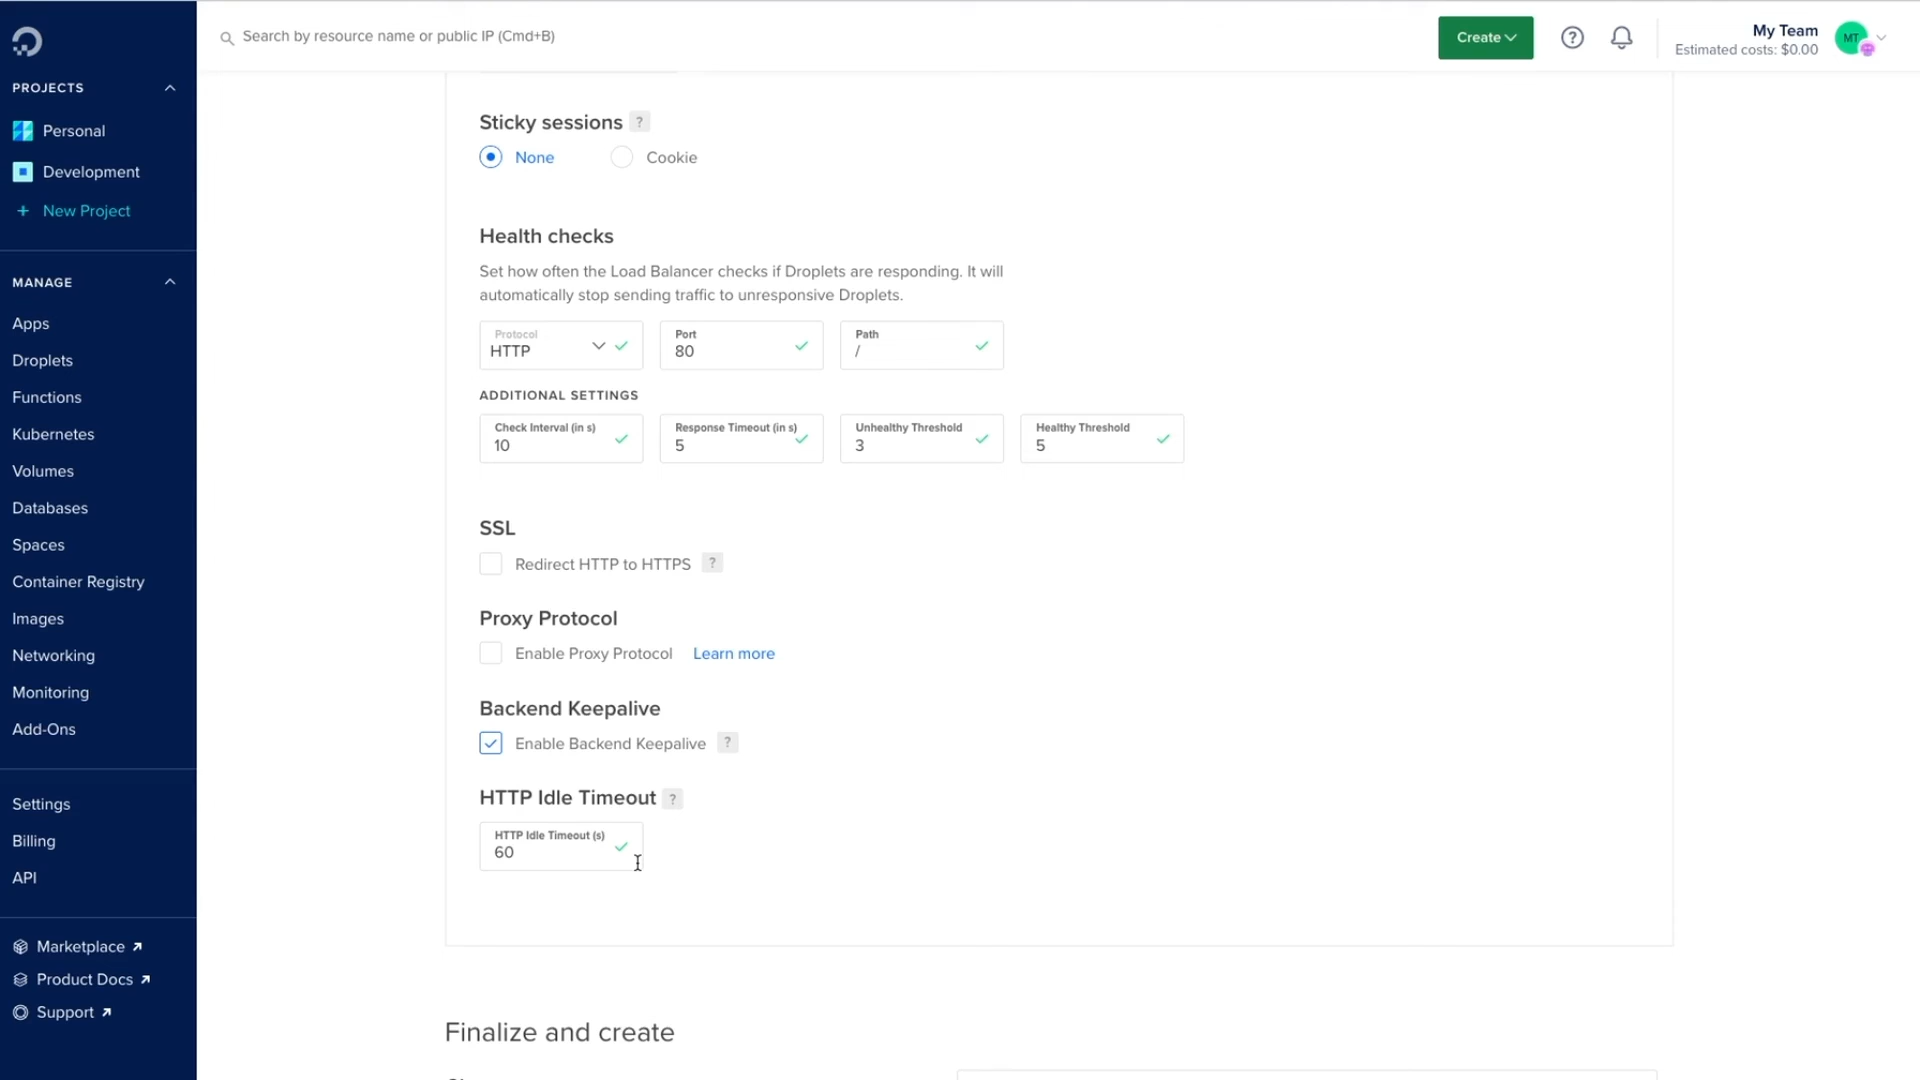 Search by resource name or public IP (Cmd+B)
Create
My Team
Estimated costs: $0.00
MT
PROJECTS
Personal
Development
+ New Project
MANAGE
Apps
Droplets
Functions
Kubernetes
Volumes
Databases
Spaces
Container Registry
Images
Networking
Monitoring
Add-Ons
Settings
Billing
API
Marketplace
Product Docs
Support
Sticky sessions ?
None Cookie
Health checks
Set how often the Load Balancer checks if Droplets are responding. It will
automatically stop sending traffic to unresponsive Droplets.
Protocol
HTTP
Port
80
Path
/
ADDITIONAL SETTINGS
Check Interval (in s)
10
Response Timeout (in s)
5
Unhealthy Threshold
3
Healthy Threshold
5
SSL
Redirect HTTP to HTTPS ?
Proxy Protocol
Enable Proxy Protocol Learn more
Backend Keepalive
Enable Backend Keepalive ?
HTTP Idle Timeout ?
HTTP Idle Timeout (s)
60
Finalize and create